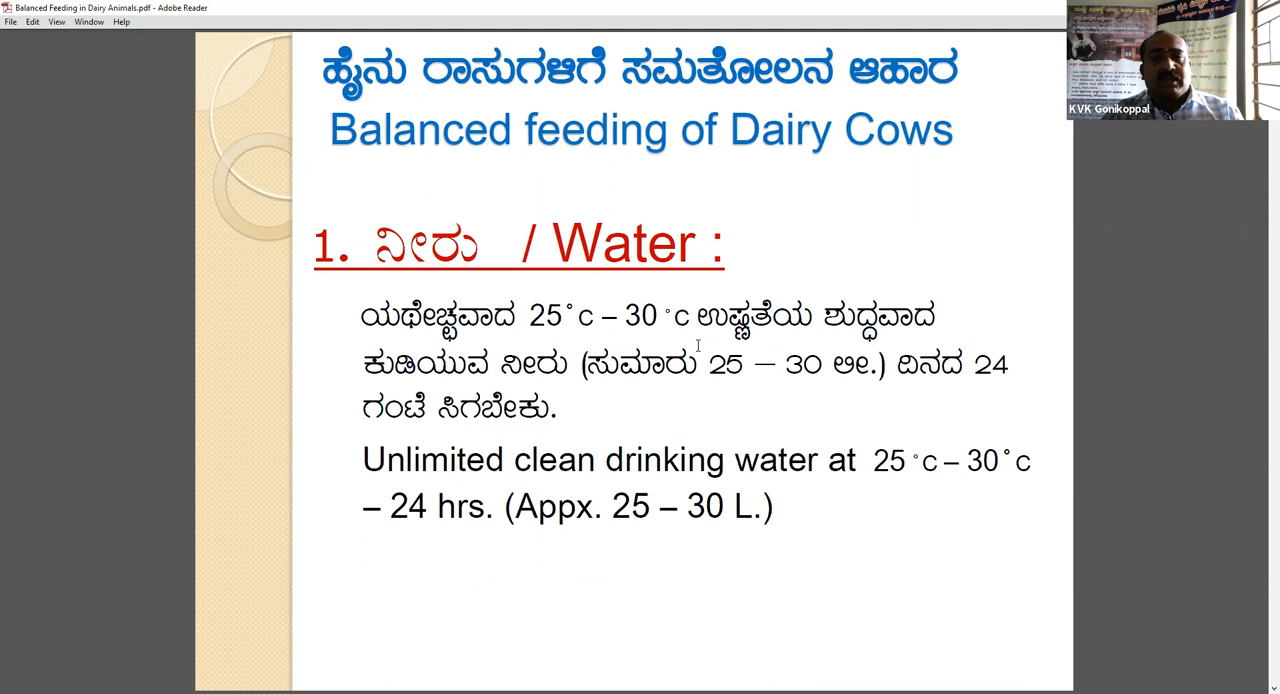 Balanced Feeding in Dairy Animals.pdf - Adobe Reader
File Edit View Window Help
KVK Gonikoppal
ಹೈನು ರಾಸುಗಳಿಗೆ ಸಮತೋಲನ ಆಹಾರ
Balanced feeding of Dairy Cows
1. ನೀರು / Water :
ಯಥೇಚ್ಛವಾದ 25°c – 30 °c ಉಷ್ಣತೆಯ ಶುದ್ಧವಾದ
ಕುಡಿಯುವ ನೀರು (ಸುಮಾರು 25 – 30 ಲೀ.) ದಿನದ 24
ಗಂಟೆ ಸಿಗಬೇಕು.
Unlimited clean drinking water at 25 °c – 30°c
– 24 hrs. (Appx. 25 – 30 L.)